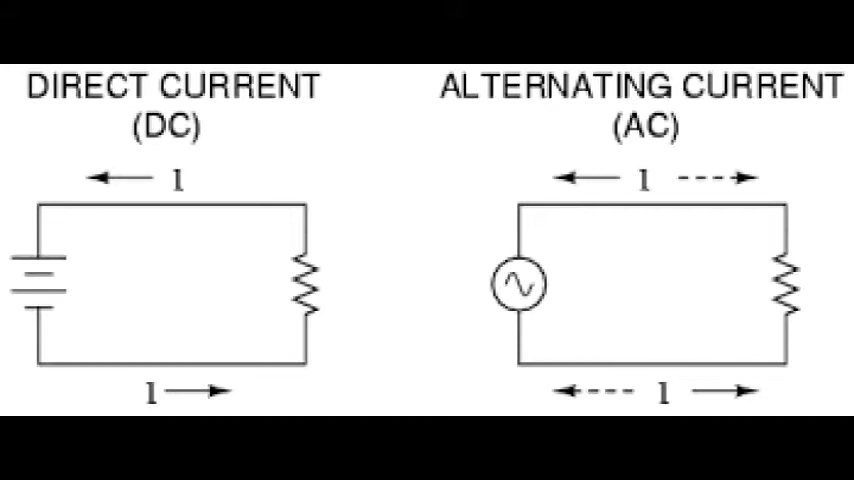 DIRECT CURRENT
(DC)
I
I
ALTERNATING CURRENT
(AC)
I
I